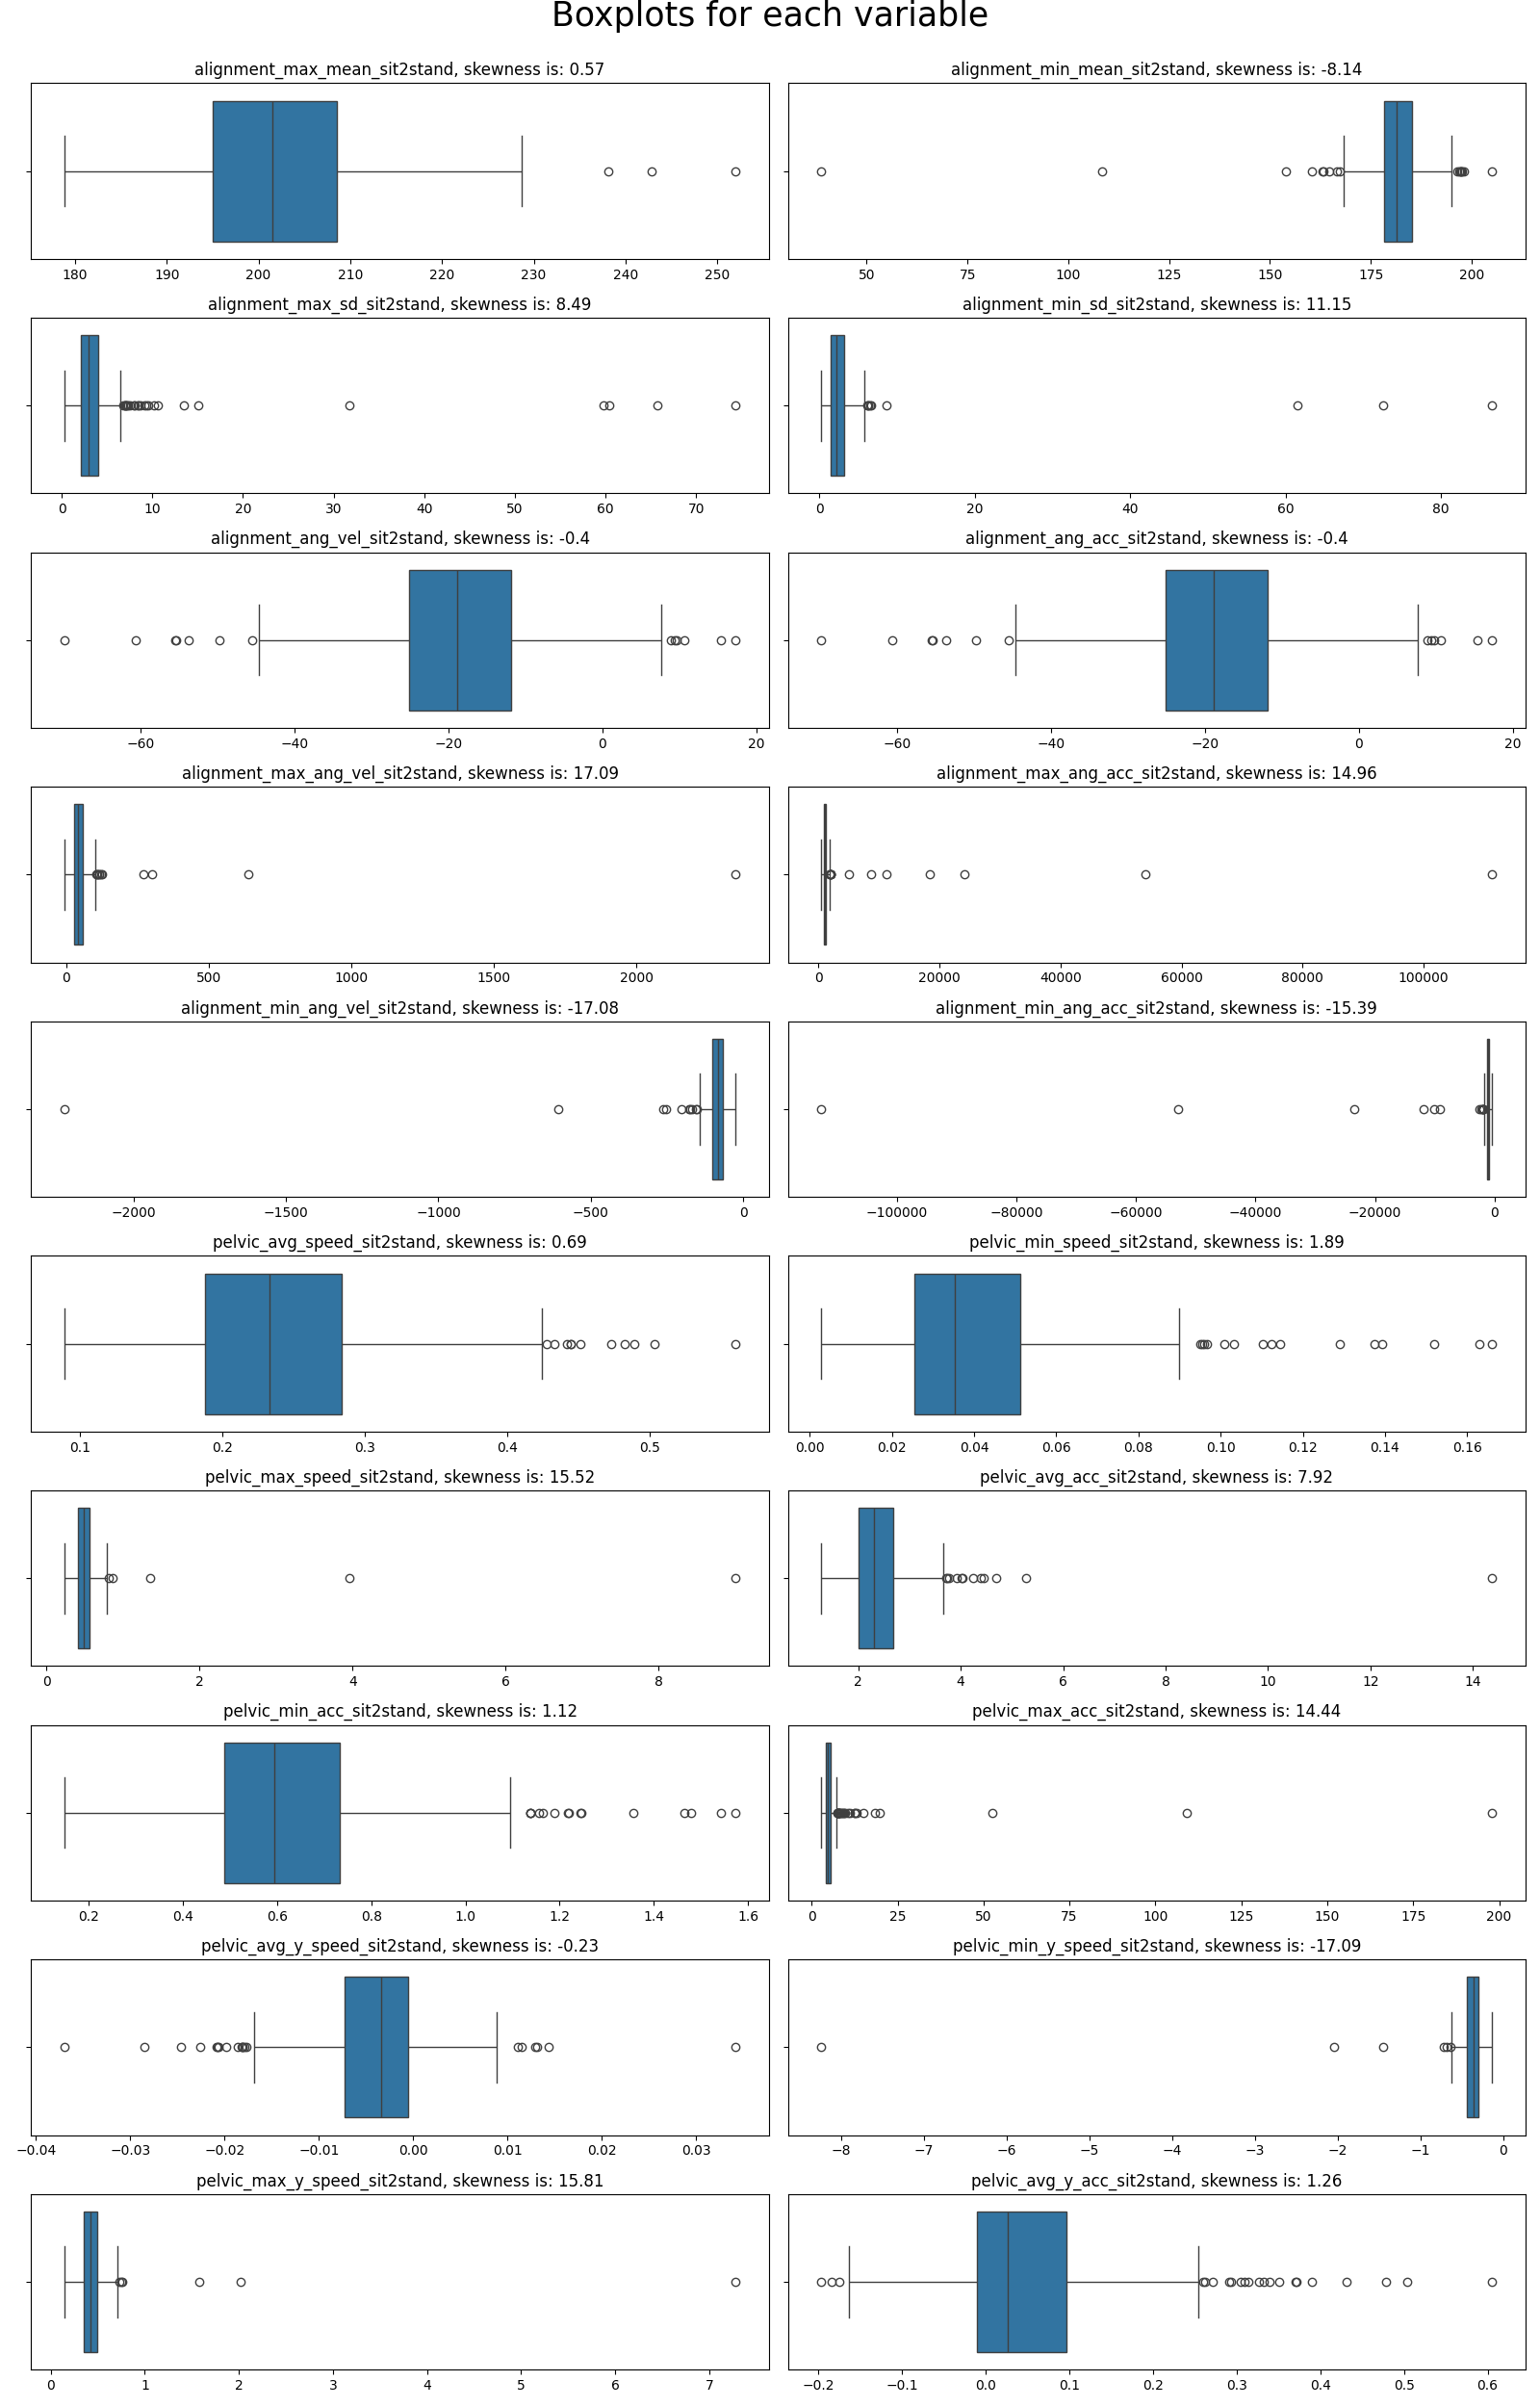 Boxplots for each variable
alignment_max_mean_sit2stand, skewness is: 0.57
alignment_min_mean_sit2stand, skewness is: -8.14
180 190 200 210 220 230 240 250
50 75 100 125 150 175 200
alignment_max_sd_sit2stand, skewness is: 8.49
alignment_min_sd_sit2stand, skewness is: 11.15
0 10 20 30 40 50 60 70
0 20 40 60 80
alignment_ang_vel_sit2stand, skewness is: -0.4
alignment_ang_acc_sit2stand, skewness is: -0.4
−60 −40 −20 0 20
−60 −40 −20 0 20
alignment_max_ang_vel_sit2stand, skewness is: 17.09
alignment_max_ang_acc_sit2stand, skewness is: 14.96
0 500 1000 1500 2000
0 20000 40000 60000 80000 100000
alignment_min_ang_vel_sit2stand, skewness is: -17.08
alignment_min_ang_acc_sit2stand, skewness is: -15.39
−2000 −1500 −1000 −500 0
−100000 −80000 −60000 −40000 −20000 0
pelvic_avg_speed_sit2stand, skewness is: 0.69
pelvic_min_speed_sit2stand, skewness is: 1.89
0.1 0.2 0.3 0.4 0.5
0.00 0.02 0.04 0.06 0.08 0.10 0.12 0.14 0.16
pelvic_max_speed_sit2stand, skewness is: 15.52
pelvic_avg_acc_sit2stand, skewness is: 7.92
0 2 4 6 8
2 4 6 8 10 12 14
pelvic_min_acc_sit2stand, skewness is: 1.12
pelvic_max_acc_sit2stand, skewness is: 14.44
0.2 0.4 0.6 0.8 1.0 1.2 1.4 1.6
0 25 50 75 100 125 150 175 200
pelvic_avg_y_speed_sit2stand, skewness is: -0.23
pelvic_min_y_speed_sit2stand, skewness is: -17.09
−0.04 −0.03 −0.02 −0.01 0.00 0.01 0.02 0.03
−8 −7 −6 −5 −4 −3 −2 −1 0
pelvic_max_y_speed_sit2stand, skewness is: 15.81
pelvic_avg_y_acc_sit2stand, skewness is: 1.26
0 1 2 3 4 5 6 7
−0.2 −0.1 0.0 0.1 0.2 0.3 0.4 0.5 0.6